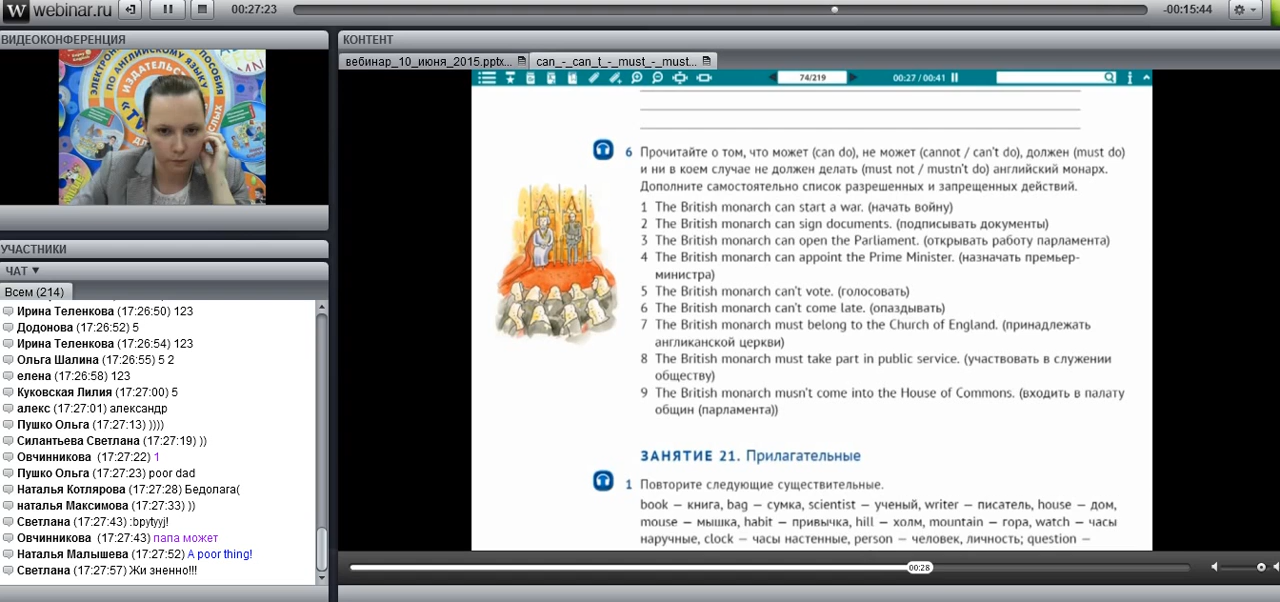 W webinar.ru
00:27:23
-00:15:44
ВИДЕОКОНФЕРЕНЦИЯ
ЭЛЕКТРОН
ПО АНГЛИЙСКОМУ ЯЗЫКУ
ПОСОБИЯ
ИЗДАТЕЛЬС
УЧАСТНИКИ
ЧАТ
Всем (214)
Ирина Теленкова (17:26:50) 123
Додонова (17:26:52) 5
Ирина Теленкова (17:26:54) 123
Ольга Шалина (17:26:55) 5 2
елена (17:26:58) 123
Куковская Лилия (17:27:00) 5
алекс (17:27:01) александр
Пушко Ольга (17:27:13) ))))
Силантьева Светлана (17:27:19) ))
Овчинникова (17:27:22) 1
Пушко Ольга (17:27:23) poor dad
Наталья Котлярова (17:27:28) Бедолага(
наталья Максимова (17:27:33) ))
Светлана (17:27:43) :bpytyyj!
Овчинникова (17:27:43) папа может
Наталья Малышева (17:27:52) A poor thing!
Светлана (17:27:57) Жи зненно!!!
КОНТЕНТ
вебинар_10_июня_2015.pptx...
can_-_can_t_-_must_-_must...
74/219
00:27 / 00:41
6 Прочитайте о том, что может (can do), не может (cannot / can't do), должен (must do)
и ни в коем случае не должен делать (must not / mustn't do) английский монарх.
Дополните самостоятельно список разрешенных и запрещенных действий.
1 The British monarch can start a war. (начать войну)
2 The British monarch can sign documents. (подписывать документы)
3 The British monarch can open the Parliament. (открывать работу парламента)
4 The British monarch can appoint the Prime Minister. (назначать премьер-
министра)
5 The British monarch can't vote. (голосовать)
6 The British monarch can't come late. (опаздывать)
7 The British monarch must belong to the Church of England. (принадлежать
англиканской церкви)
8 The British monarch must take part in public service. (участвовать в служении
обществу)
9 The British monarch musn't come into the House of Commons. (входить в палату
общин (парламента))
ЗАНЯТИЕ 21. Прилагательные
1 Повторите следующие существительные.
book – книга, bag – сумка, scientist – ученый, writer – писатель, house – дом,
mouse – мышка, habit – привычка, hill – холм, mountain – гора, watch – часы
наручные, clock – часы настенные, person – человек, личность; question –
00:28